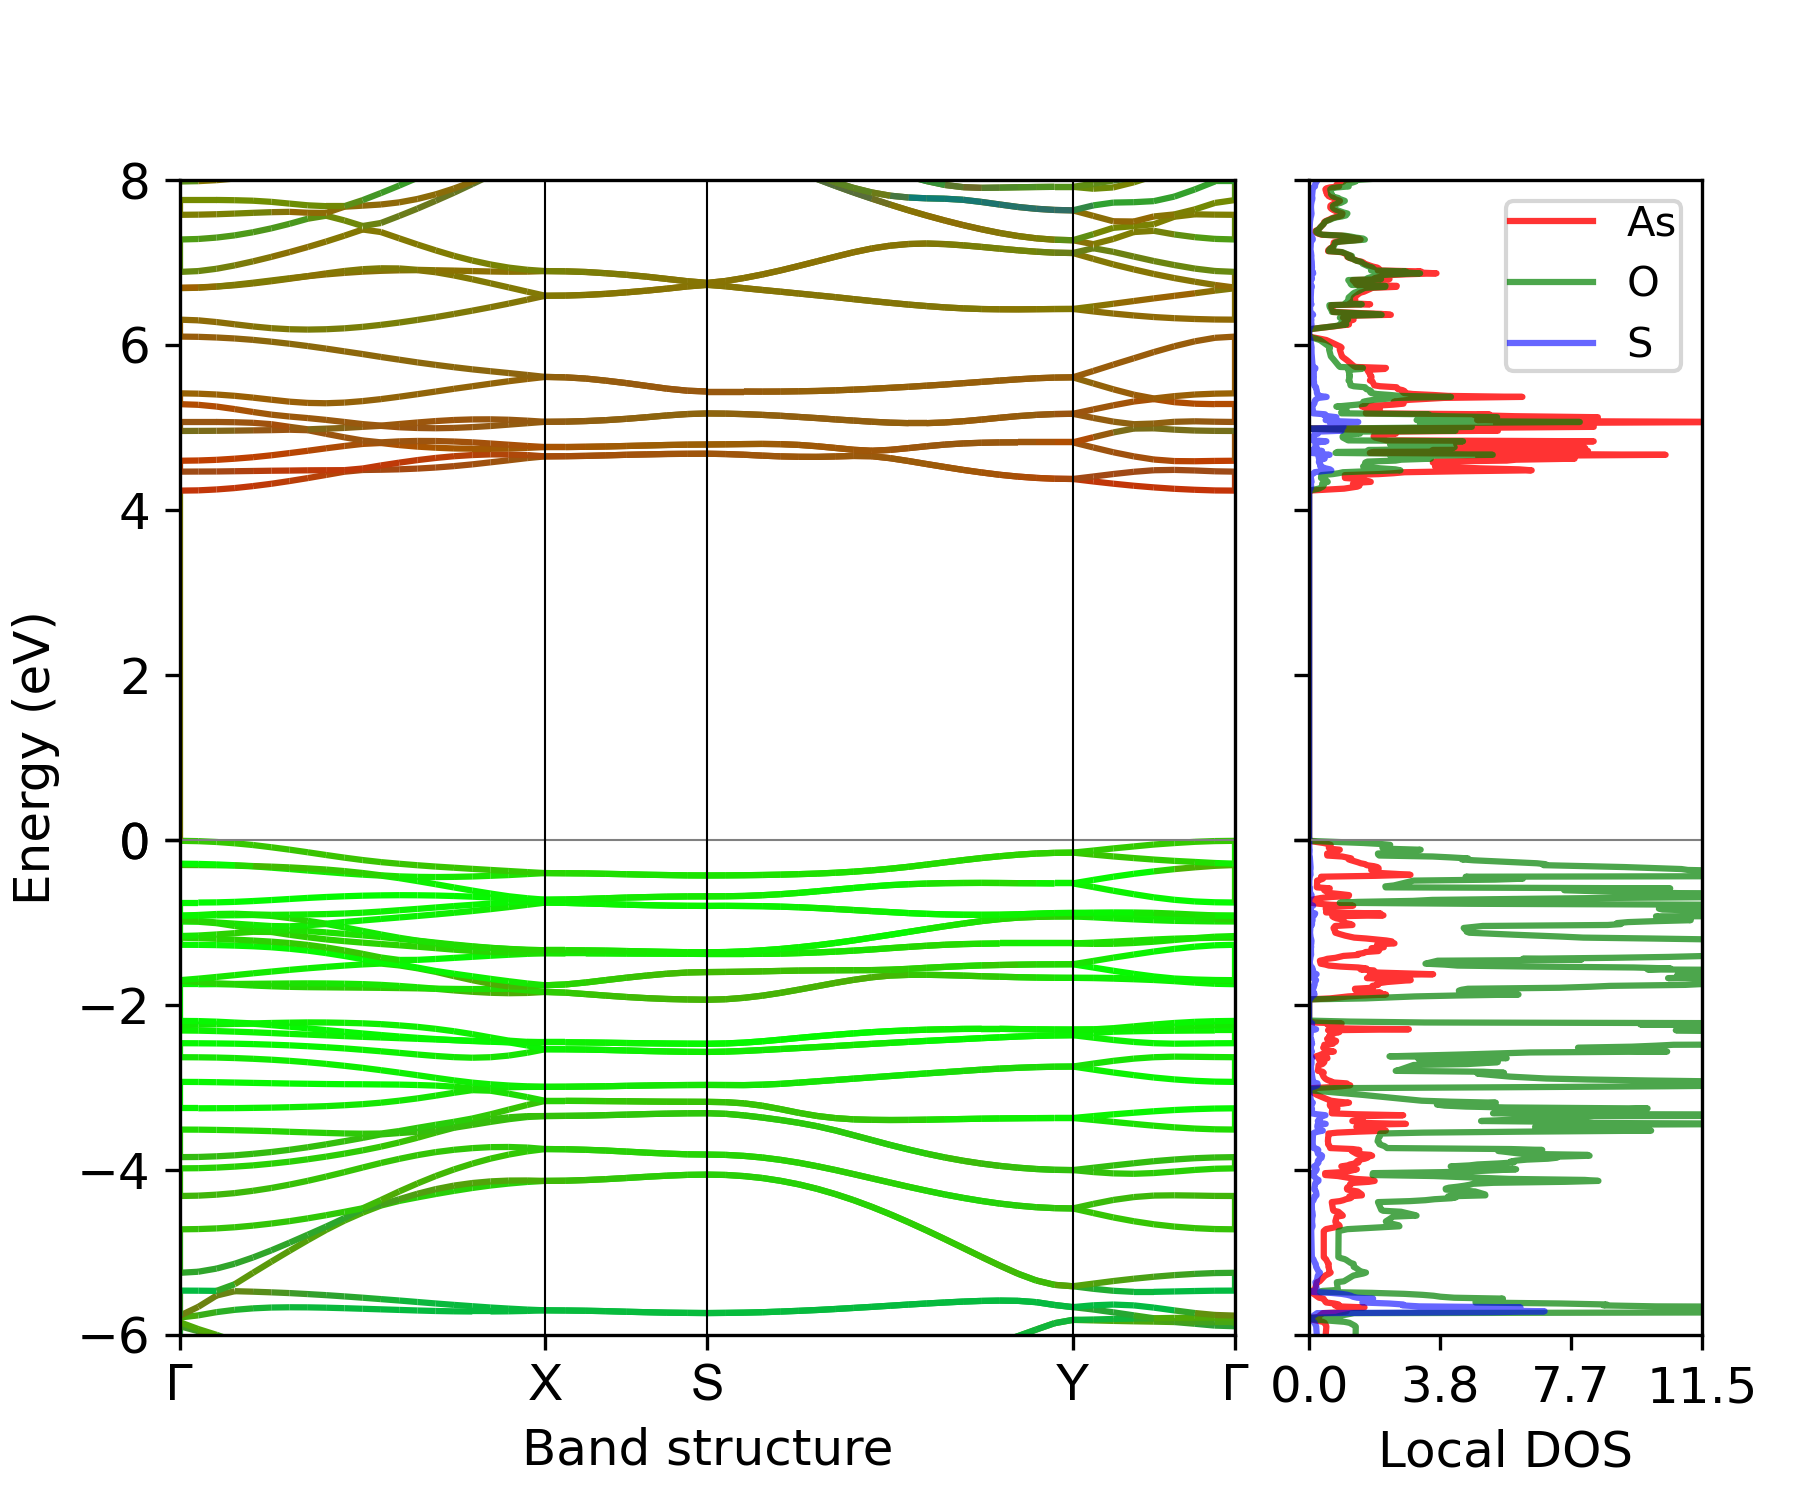 8
6
4
2
0
−2
−4
−6
Energy (eV)
Γ X S Y Γ
Band structure
As
O
S
0.0 3.8 7.7 11.5
Local DOS